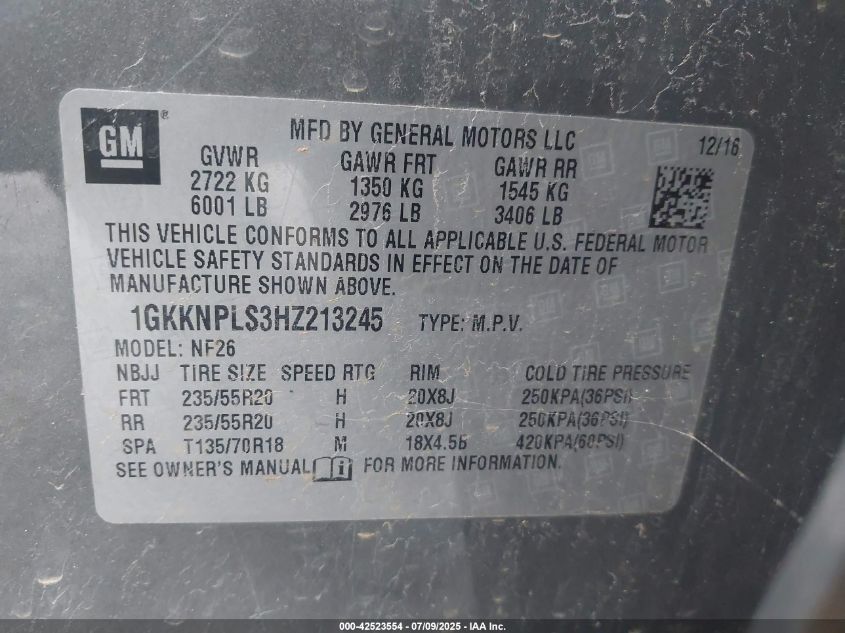 GM ®
MFD BY GENERAL MOTORS LLC 12/16
GVWR GAWR FRT GAWR RR
2722 KG 1350 KG 1545 KG
6001 LB 2976 LB 3406 LB
THIS VEHICLE CONFORMS TO ALL APPLICABLE U.S. FEDERAL MOTOR
VEHICLE SAFETY STANDARDS IN EFFECT ON THE DATE OF
MANUFACTURE SHOWN ABOVE.
1GKKNPLS3HZ213245 TYPE: M.P.V.
MODEL: NF26
NBJJ TIRE SIZE SPEED RTG RIM COLD TIRE PRESSURE
FRT 235/55R20 H 20X8J 250KPA(36PSI)
RR 235/55R20 H 20X8J 250KPA(36PSI)
SPA T135/70R18 M 18X4.5B 420KPA(60PSI)
SEE OWNER'S MANUAL i FOR MORE INFORMATION.
000-42523554 / 07/09/2025 - IAA Inc.